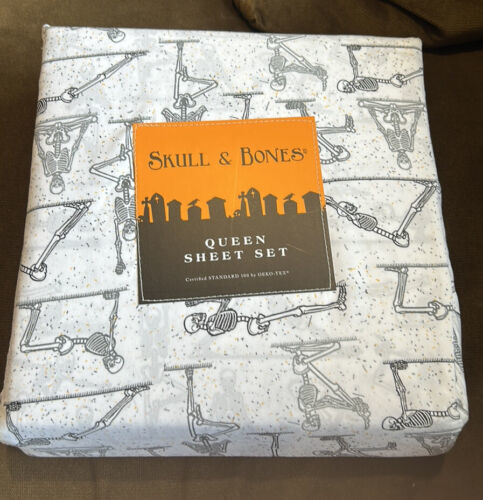 SKULL & BONES®
QUEEN
SHEET SET
Certified STANDARD 100 by OEKO-TEX®